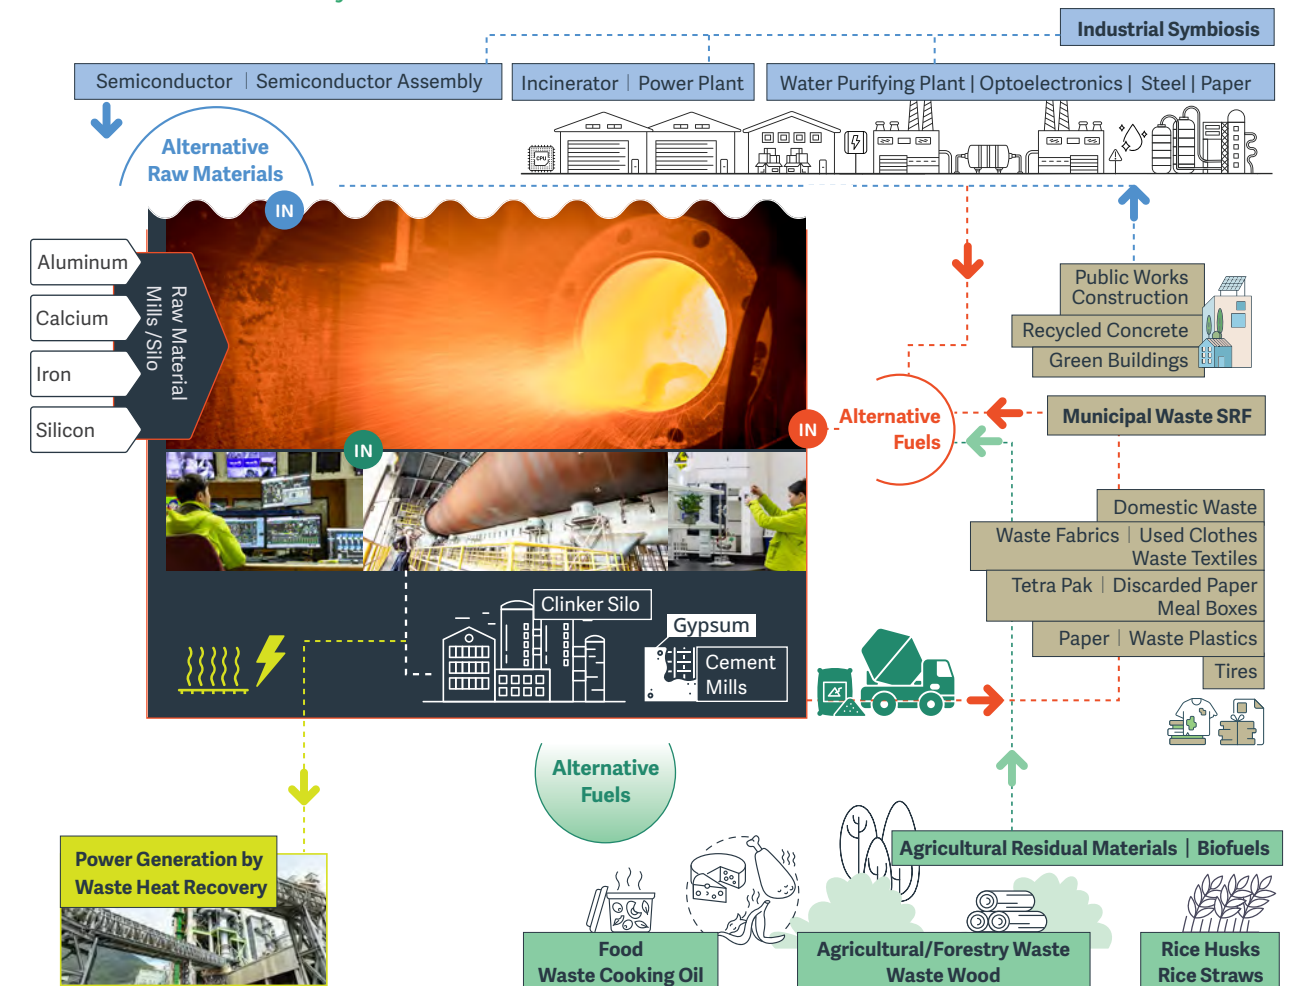 Industrial Symbiosis
Semiconductor | Semiconductor Assembly
Incinerator | Power Plant
Water Purifying Plant | Optoelectronics | Steel | Paper
CPU
Alternative
Raw Materials
IN
Aluminum
Calcium
Iron
Silicon
Raw Material
Mills /Silo
Public Works
Construction
Recycled Concrete
Green Buildings
IN
Alternative
Fuels
Municipal Waste SRF
IN
Domestic Waste
Waste Fabrics | Used Clothes
Waste Textiles
Tetra Pak | Discarded Paper
Meal Boxes
Paper | Waste Plastics
Tires
Clinker Silo
Gypsum
Cement
Mills
Alternative
Fuels
Power Generation by
Waste Heat Recovery
Agricultural Residual Materials | Biofuels
Food
Waste Cooking Oil
Agricultural/Forestry Waste
Waste Wood
Rice Husks
Rice Straws